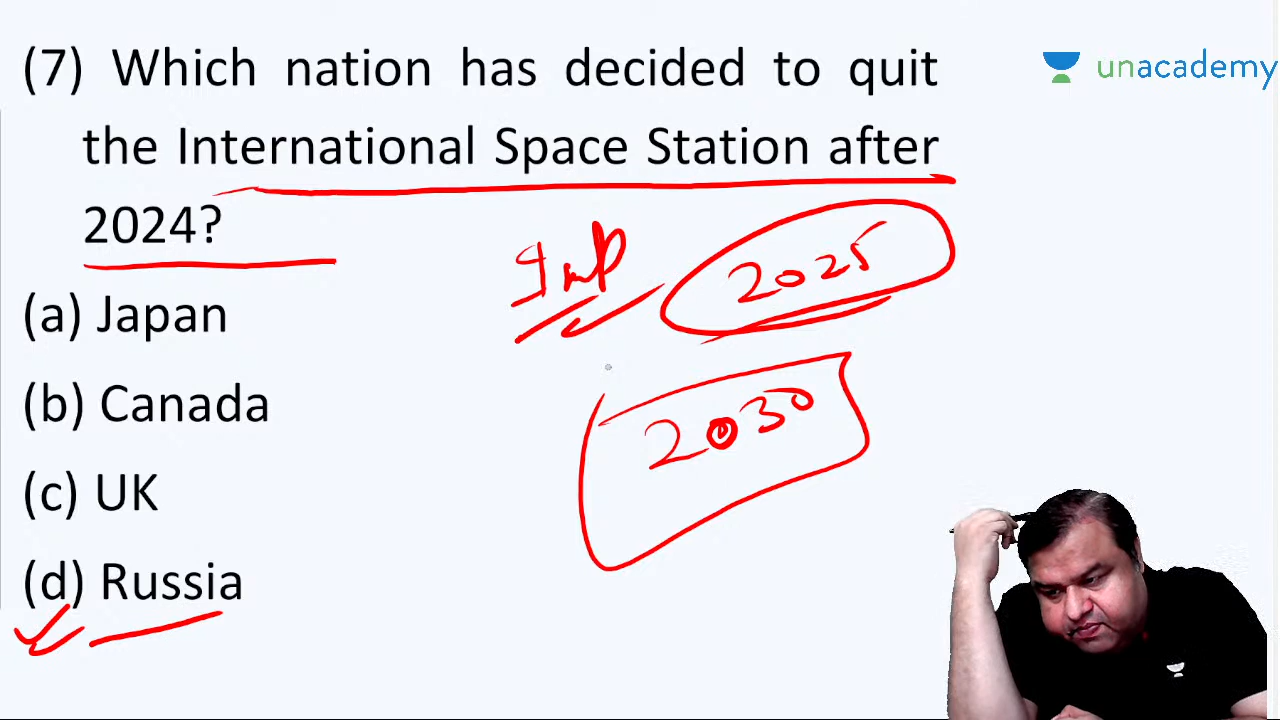 (7) Which nation has decided to quit
the International Space Station after
2024?
(a) Japan
(b) Canada
(c) UK
(d) Russia
unacademy
Imp
2025
2030